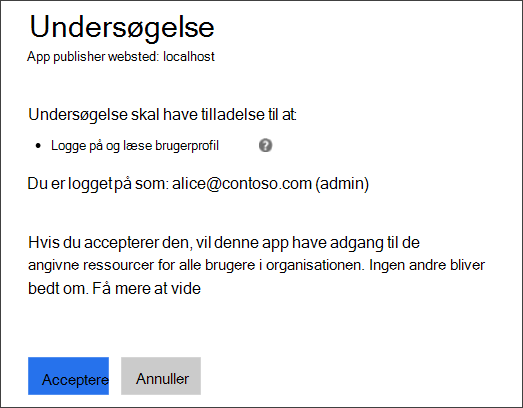 Undersøgelse
App publisher websted: localhost
Undersøgelse skal have tilladelse til at:
• Logge på og læse brugerprofil ?
Du er logget på som: alice@contoso.com (admin)
Hvis du accepterer den, vil denne app have adgang til de
angivne ressourcer for alle brugere i organisationen. Ingen andre bliver
bedt om. Få mere at vide
Acceptere Annuller